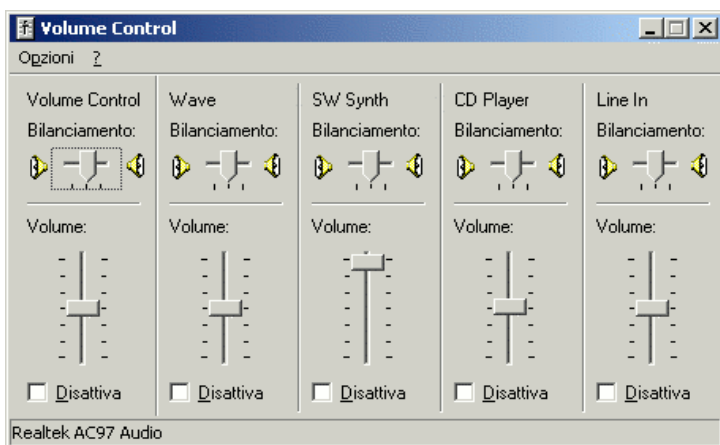 Volume Control
Opzioni ?
Volume Control
Bilanciamento:
Volume:
Disattiva
Wave
Bilanciamento:
Volume:
Disattiva
SW Synth
Bilanciamento:
Volume:
Disattiva
CD Player
Bilanciamento:
Volume:
Disattiva
Line In
Bilanciamento:
Volume:
Disattiva
Realtek AC97 Audio